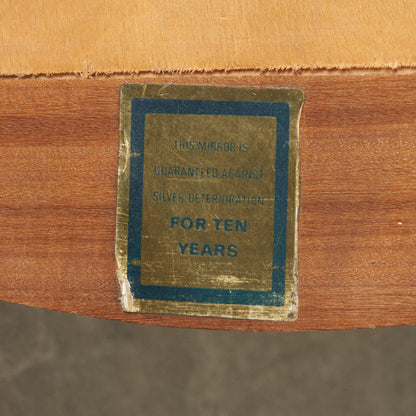 THIS MIRROR IS
GUARANTEED AGAINST
SILVER DETERIORATION
FOR TEN
YEARS